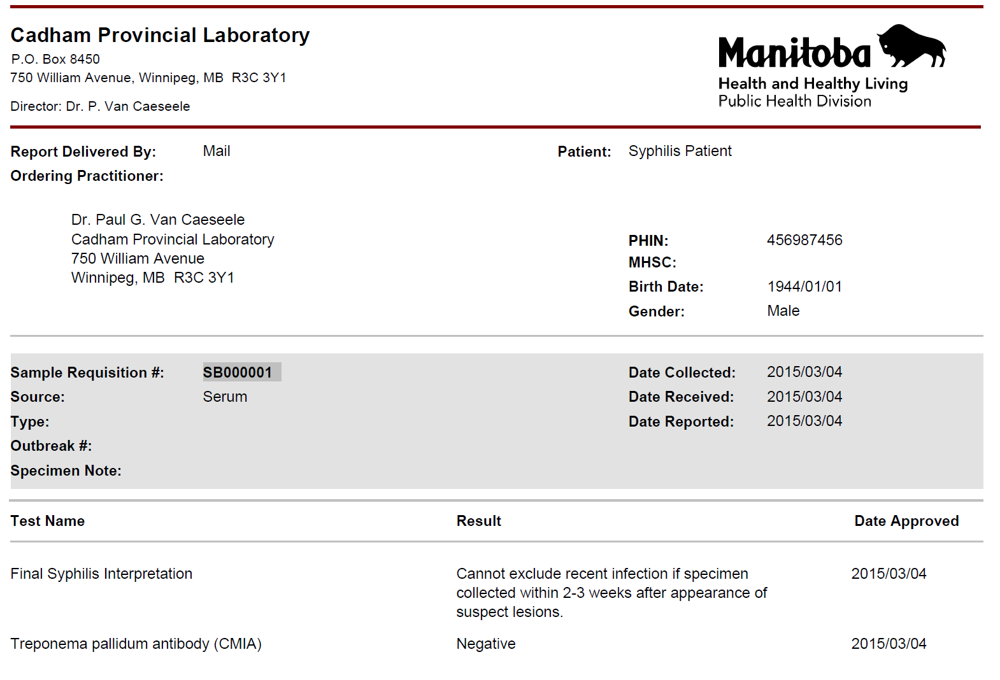 Cadham Provincial Laboratory
P.O. Box 8450
750 William Avenue, Winnipeg, MB  R3C 3Y1
Director: Dr. P. Van Caeseele
Manitoba
Health and Healthy Living
Public Health Division
Report Delivered By: Mail
Ordering Practitioner:
Dr. Paul G. Van Caeseele
Cadham Provincial Laboratory
750 William Avenue
Winnipeg, MB  R3C 3Y1
Patient: Syphilis Patient
PHIN: 456987456
MHSC:
Birth Date: 1944/01/01
Gender: Male
Sample Requisition #: SB000001
Source: Serum
Type:
Outbreak #:
Specimen Note:
Date Collected: 2015/03/04
Date Received: 2015/03/04
Date Reported: 2015/03/04
Test Name Result Date Approved
Final Syphilis Interpretation Cannot exclude recent infection if specimen 2015/03/04
collected within 2-3 weeks after appearance of
suspect lesions.
Treponema pallidum antibody (CMIA) Negative 2015/03/04